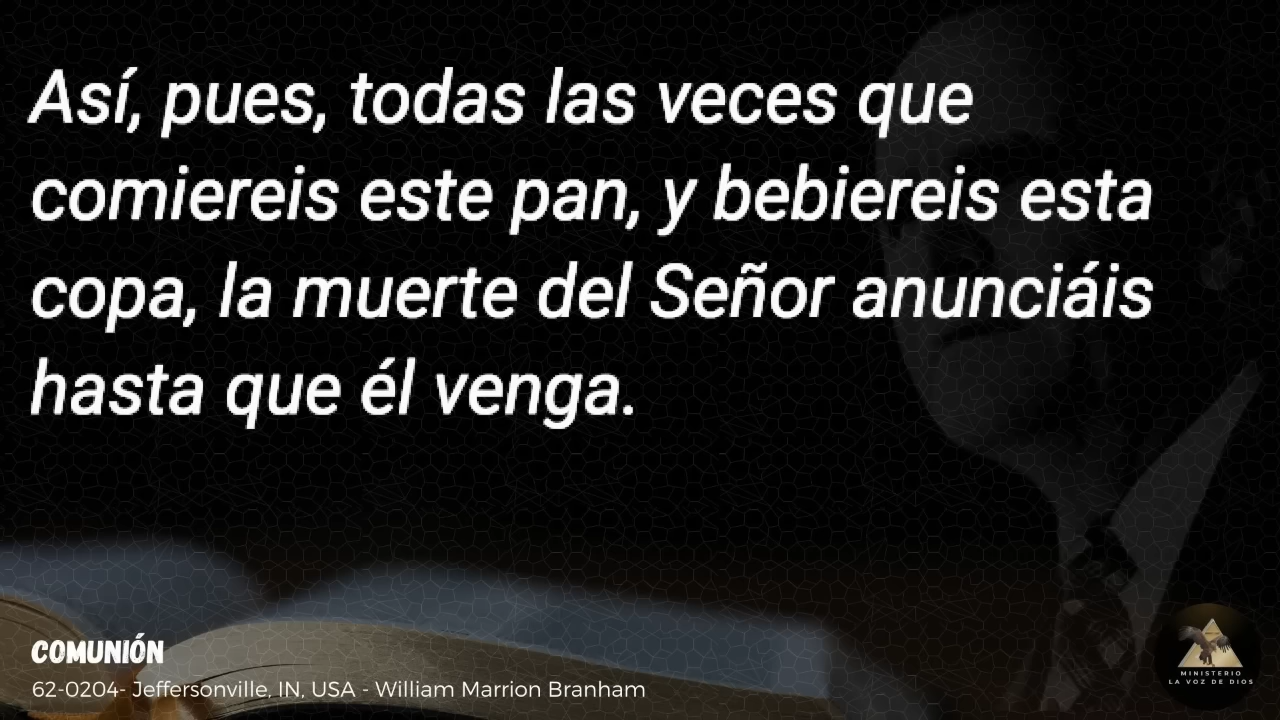 Así, pues, todas las veces que
comiereis este pan, y bebiereis esta
copa, la muerte del Señor anunciáis
hasta que él venga.
COMUNIÓN
62-0204- Jeffersonville, IN, USA - William Marrion Branham
MINISTERIO
LA VOZ DE DIOS